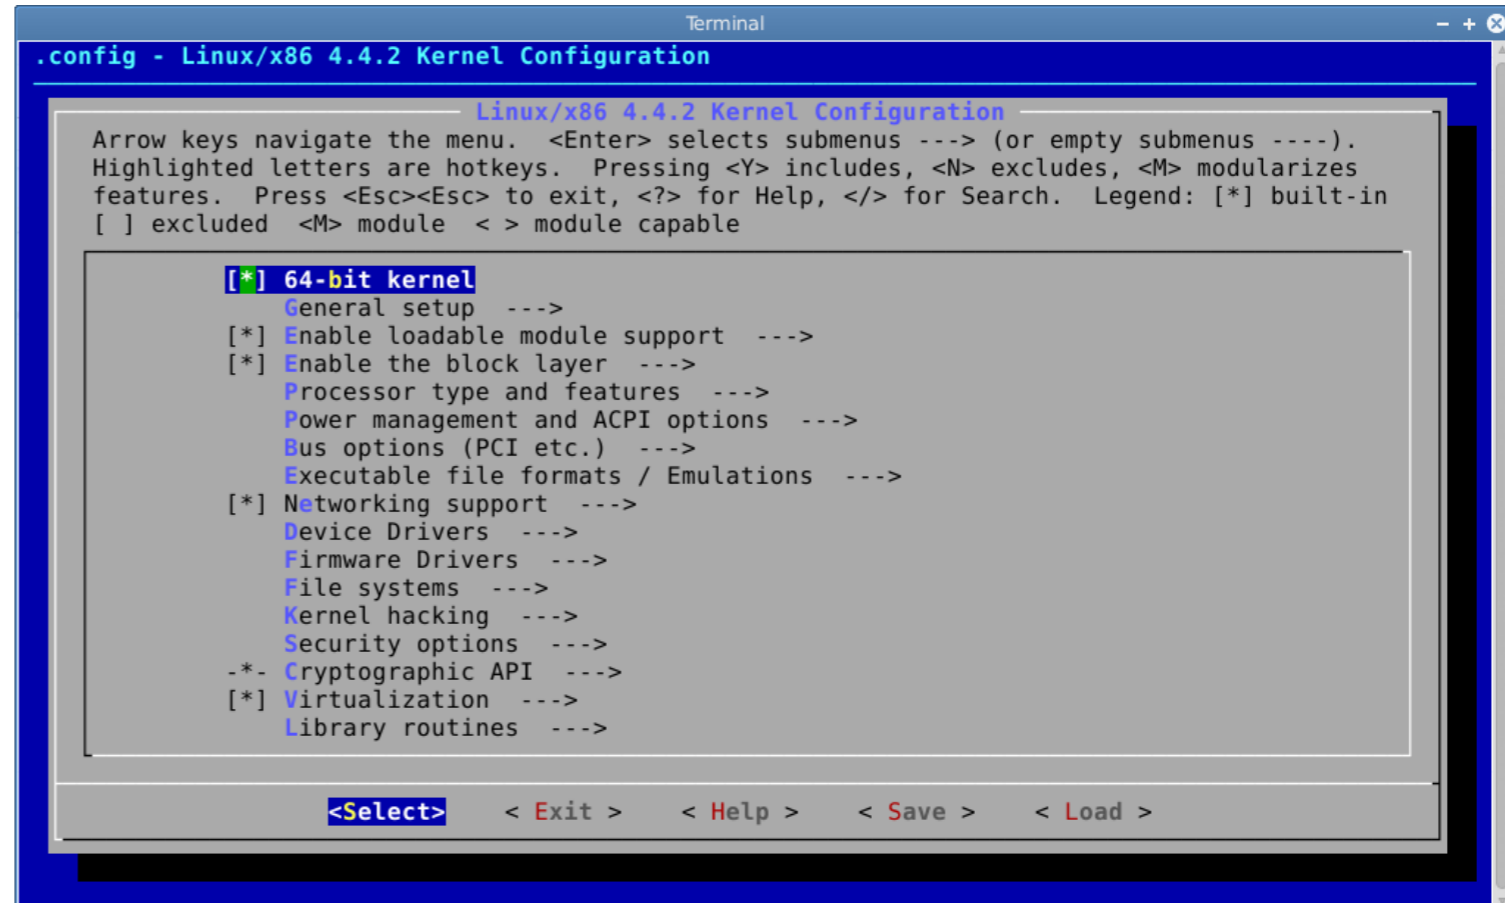 Terminal
.config - Linux/x86 4.4.2 Kernel Configuration
Linux/x86 4.4.2 Kernel Configuration
Arrow keys navigate the menu.  <Enter> selects submenus ---> (or empty submenus ----).
Highlighted letters are hotkeys.  Pressing <Y> includes, <N> excludes, <M> modularizes
features.  Press <Esc><Esc> to exit, <?> for Help, </> for Search.  Legend: [*] built-in
[ ] excluded  <M> module  < > module capable
[*] 64-bit kernel
General setup  --->
[*] Enable loadable module support  --->
[*] Enable the block layer  --->
Processor type and features  --->
Power management and ACPI options  --->
Bus options (PCI etc.)  --->
Executable file formats / Emulations  --->
[*] Networking support  --->
Device Drivers  --->
Firmware Drivers  --->
File systems  --->
Kernel hacking  --->
Security options  --->
-*- Cryptographic API  --->
[*] Virtualization  --->
Library routines  --->
<Select>    < Exit >    < Help >    < Save >    < Load >